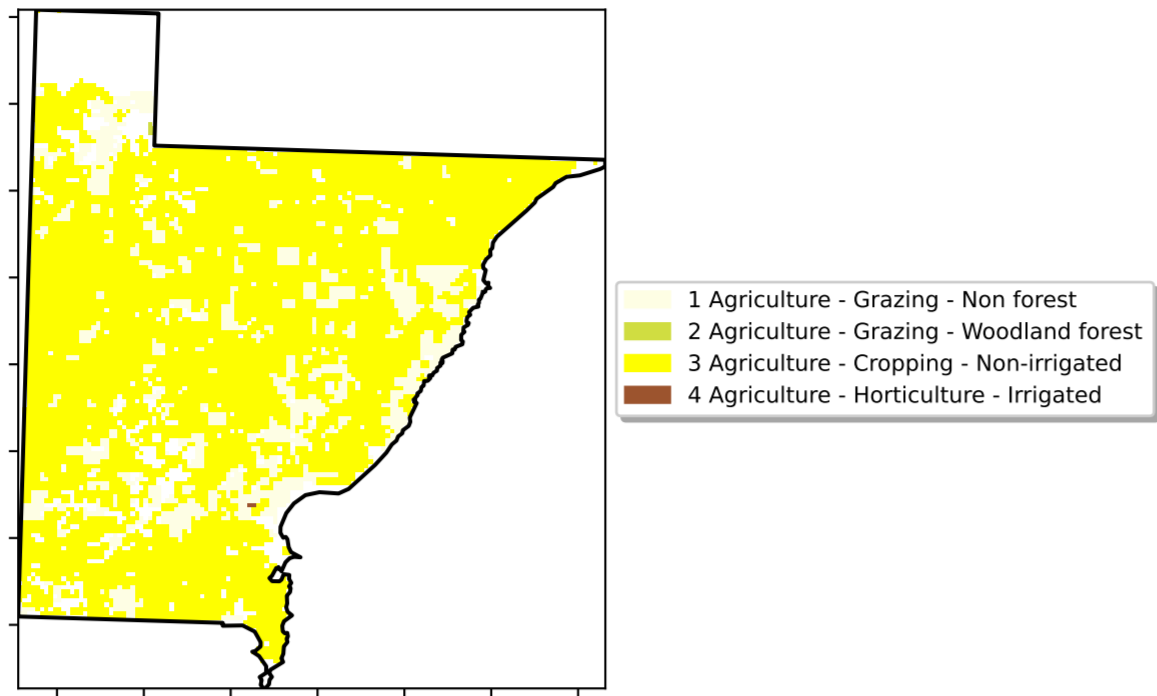 1 Agriculture - Grazing - Non forest
2 Agriculture - Grazing - Woodland forest
3 Agriculture - Cropping - Non-irrigated
4 Agriculture - Horticulture - Irrigated